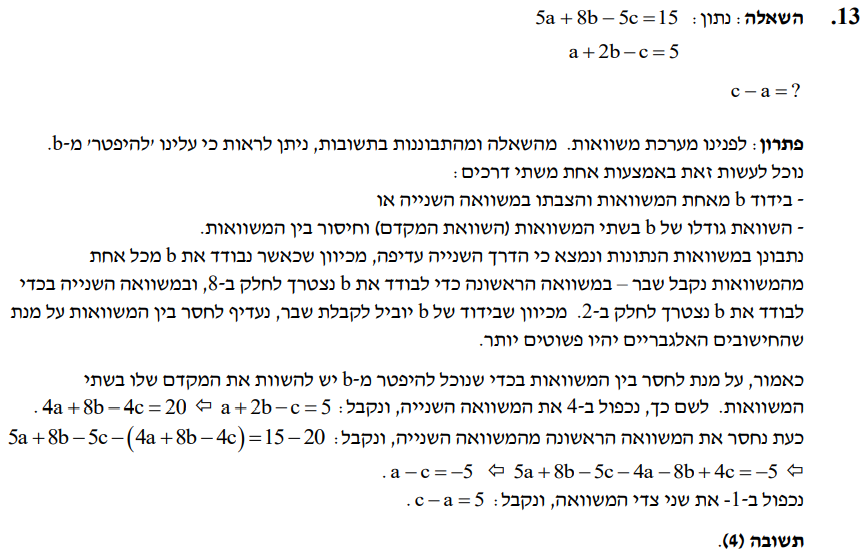 13. השאלה: נתון: 5a + 8b − 5c = 15
a + 2b − c = 5
c − a = ?
פתרון: לפנינו מערכת משוואות. מהשאלה ומהתבוננות בתשובות, ניתן לראות כי עלינו 'להיפטר' מ-b.
נוכל לעשות זאת באמצעות אחת משתי דרכים:
- בידוד b מאחת המשוואות והצבתו במשוואה השנייה או
- השוואת גודלו של b בשתי המשוואות (השוואת המקדם) וחיסור בין המשוואות.
נתבונן במשוואות הנתונות ונמצא כי הדרך השנייה עדיפה, מכיוון שכאשר נבודד את b מכל אחת
מהמשוואות נקבל שבר – במשוואה הראשונה כדי לבודד את b נצטרך לחלק ב-8, ובמשוואה השנייה בכדי
לבודד את b נצטרך לחלק ב-2. מכיוון שבידוד של b יוביל לקבלת שבר, נעדיף לחסר בין המשוואות על מנת
שהחישובים האלגבריים יהיו פשוטים יותר.
כאמור, על מנת לחסר בין המשוואות בכדי שנוכל להיפטר מ-b יש להשוות את המקדם שלו בשתי
המשוואות. לשם כך, נכפול ב-4 את המשוואה השנייה, ונקבל: a + 2b − c = 5 ⇦ 4a + 8b − 4c = 20.
כעת נחסר את המשוואה הראשונה מהמשוואה השנייה, ונקבל: 5a + 8b − 5c − (4a + 8b − 4c) = 15 − 20
⇦ 5a + 8b − 5c − 4a − 8b + 4c = −5 ⇦ a − c = −5.
נכפול ב-1- את שני צדי המשוואה, ונקבל: c − a = 5.
תשובה (4).